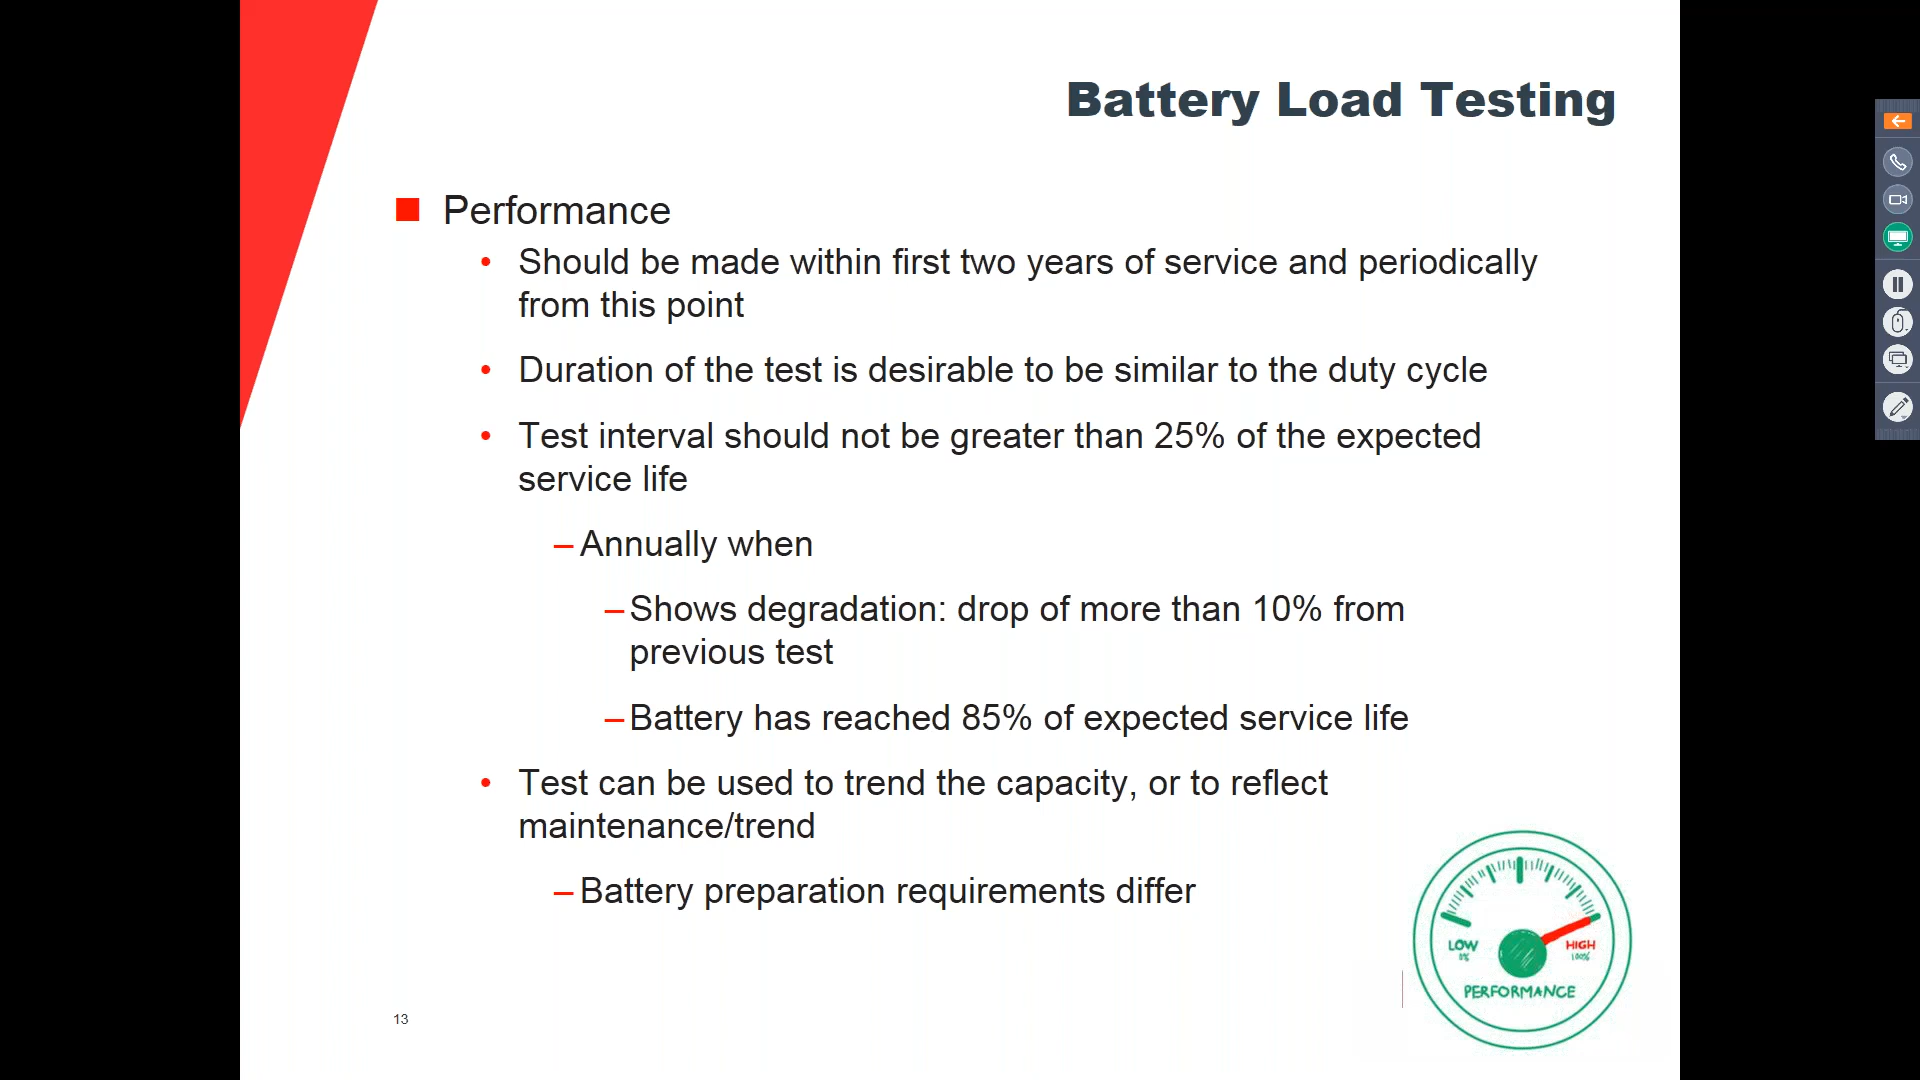 Battery Load Testing
Performance
Should be made within first two years of service and periodically
from this point
Duration of the test is desirable to be similar to the duty cycle
Test interval should not be greater than 25% of the expected
service life
–Annually when
–Shows degradation: drop of more than 10% from
previous test
–Battery has reached 85% of expected service life
Test can be used to trend the capacity, or to reflect
maintenance/trend
–Battery preparation requirements differ
LOW
0%
HIGH
100%
PERFORMANCE
13